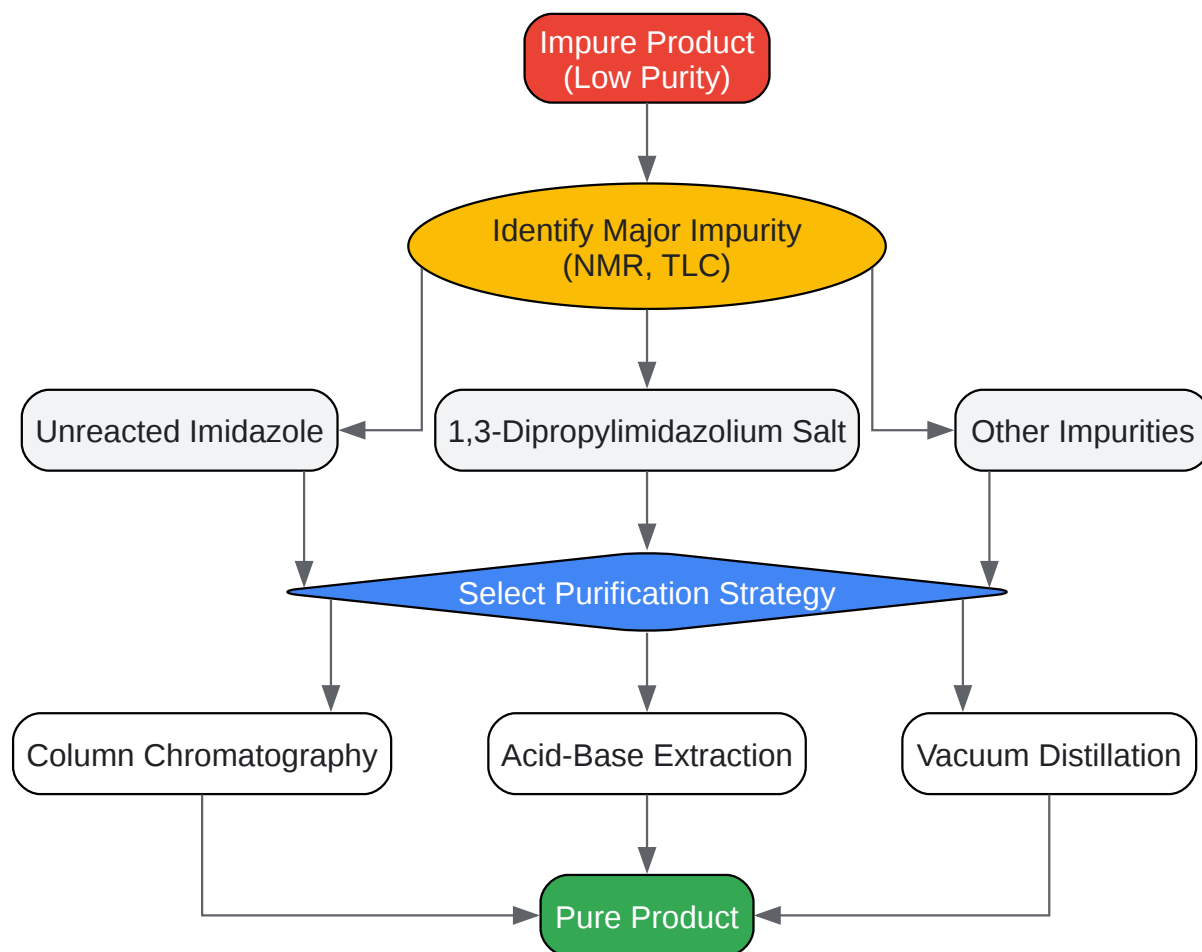 Impure Product
(Low Purity)
Identify Major Impurity
(NMR, TLC)
Unreacted Imidazole
1,3-Dipropylimidazolium Salt
Other Impurities
Select Purification Strategy
Column Chromatography
Acid-Base Extraction
Vacuum Distillation
Pure Product